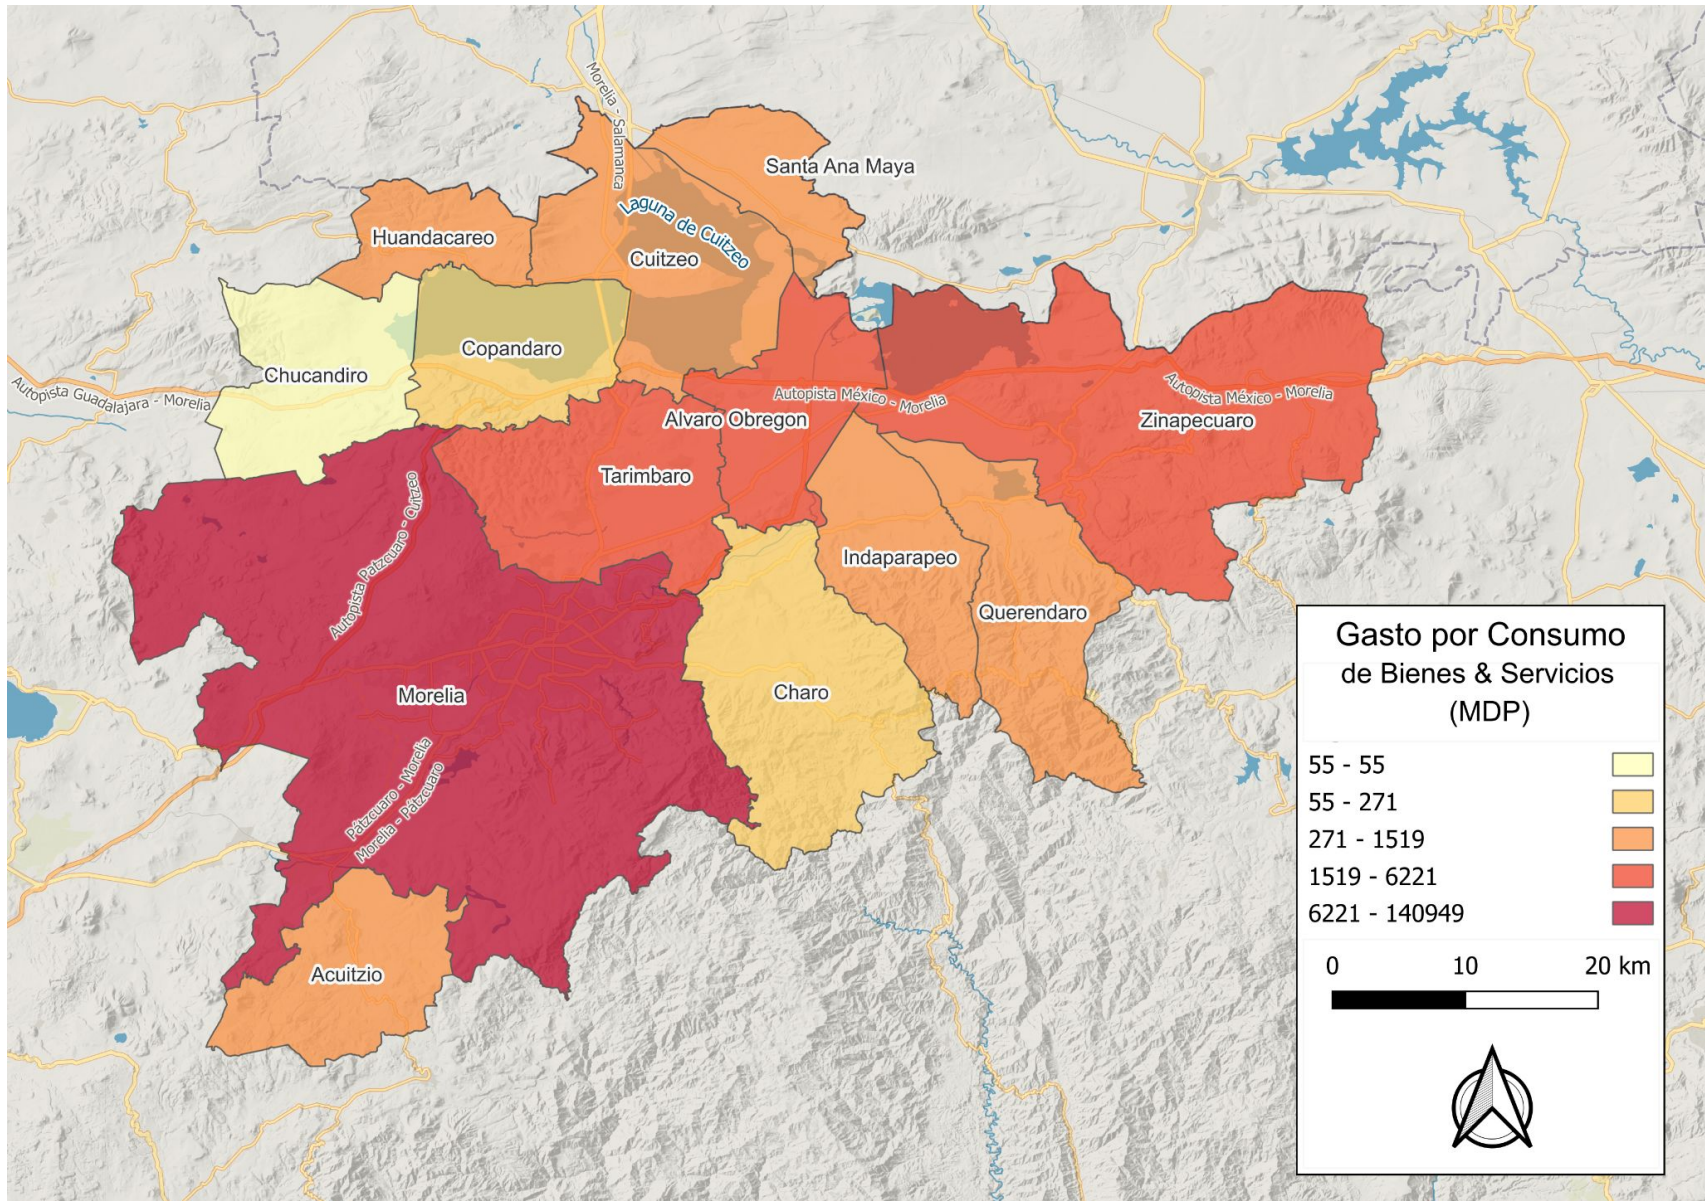 Morelia - Salamanca
Santa Ana Maya
Laguna de Cuitzeo
Huandacareo
Cuitzeo
Copandaro
Chucandiro
Autopista Guadalajara - Morelia
Autopista México - Morelia
Autopista México - Morelia
Alvaro Obregon
Zinapecuaro
Tarimbaro
Autopista Patzcuaro - Cuitzeo
Indaparapeo
Querendaro
Morelia
Charo
Pátzcuaro - Morelia
Morelia - Pátzcuaro
Acuitzio
Gasto por Consumo
de Bienes & Servicios
(MDP)
55 - 55
55 - 271
271 - 1519
1519 - 6221
6221 - 140949
0 10 20 km